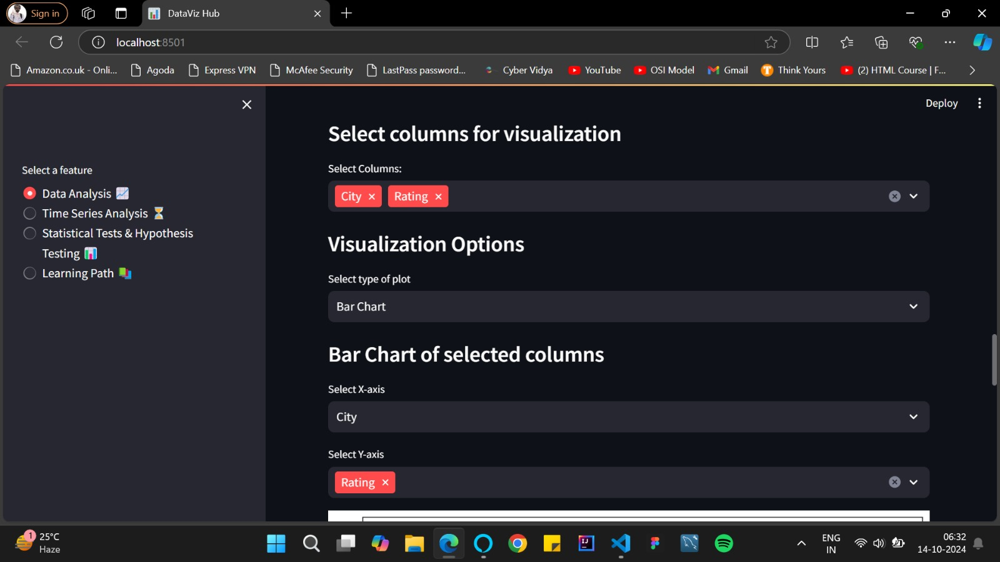 Sign in
DataViz Hub
localhost:8501
Amazon.co.uk - Onli...
Agoda
Express VPN
McAfee Security
LastPass password...
Cyber Vidya
YouTube
OSI Model
Gmail
Think Yours
(2) HTML Course | F...
Deploy
Select a feature
Data Analysis
Time Series Analysis
Statistical Tests & Hypothesis
Testing
Learning Path
Select columns for visualization
Select Columns:
City
Rating
Visualization Options
Select type of plot
Bar Chart
Bar Chart of selected columns
Select X-axis
City
Select Y-axis
Rating
1
25°C
Haze
IJ
ENG
IN
06:32
14-10-2024